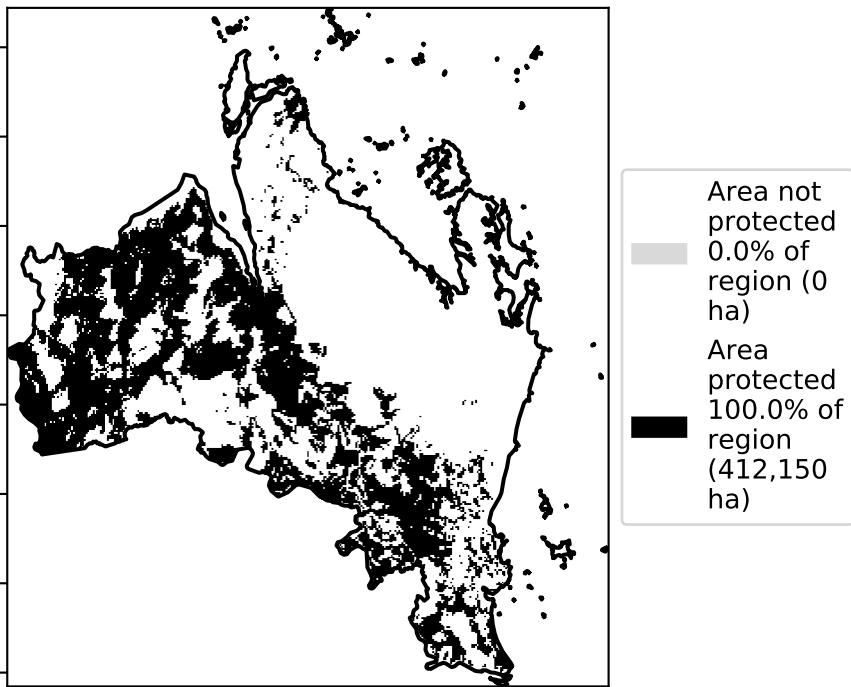 Area not
protected
0.0% of
region (0
ha)
Area
protected
100.0% of
region
(412,150
ha)